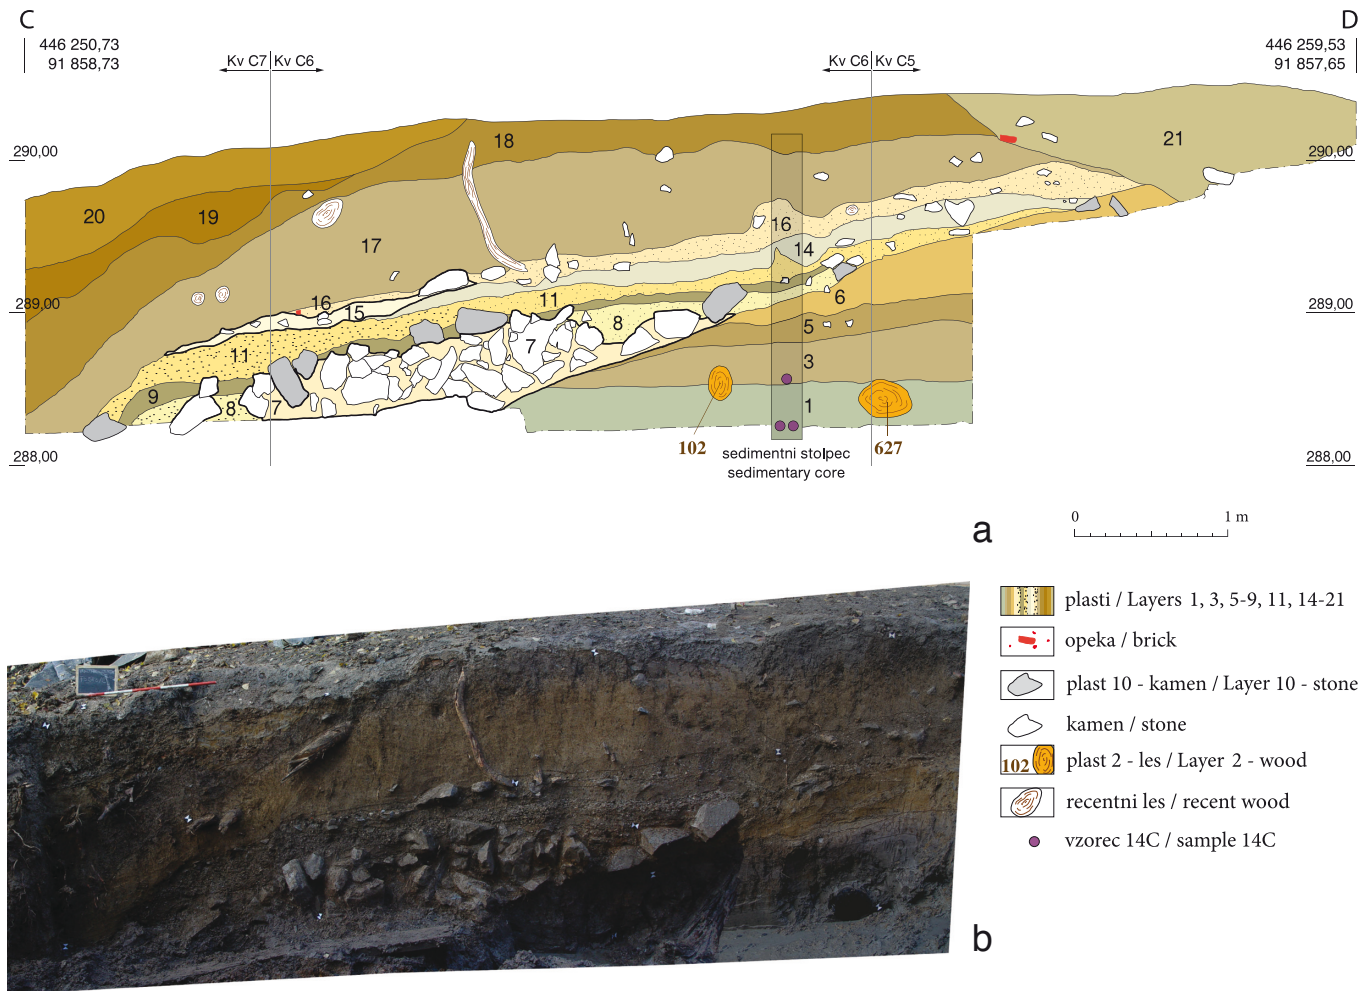 C
D
446 250,73
91 858,73
446 259,53
91 857,65
Kv C7 Kv C6
Kv C6 Kv C5
290,00
290,00
289,00
289,00
288,00
288,00
18
21
20
19
17
16
14
16
15
11
11
6
8
5
7
3
9
8
7
1
102
627
sedimentni stolpec
sedimentary core
a
0
1 m
plasti / Layers 1, 3, 5-9, 11, 14-21
opeka / brick
plast 10 - kamen / Layer 10 - stone
kamen / stone
102
plast 2 - les / Layer 2 - wood
recentni les / recent wood
vzorec 14C / sample 14C
b